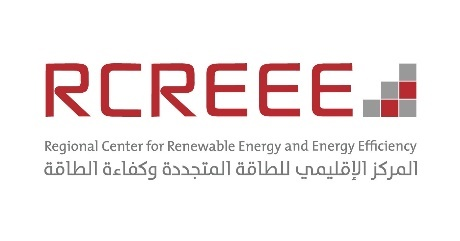 RCREEE
Regional Center for Renewable Energy and Energy Efficiency
المركز الإقليمي للطاقة المتجددة وكفاءة الطاقة